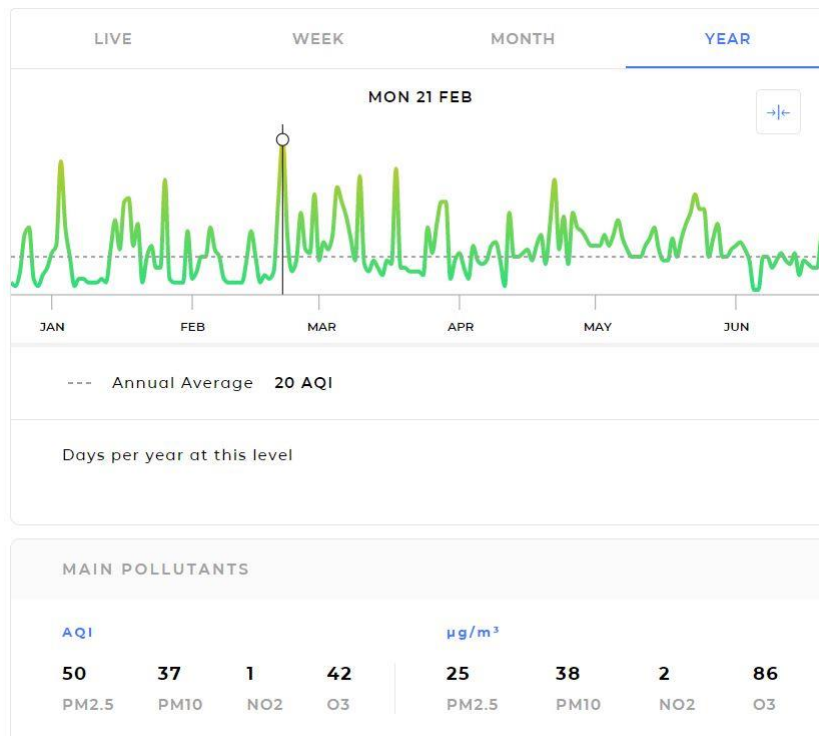 LIVE WEEK MONTH YEAR
MON 21 FEB
JAN FEB MAR APR MAY JUN
--- Annual Average 20 AQI
Days per year at this level
MAIN POLLUTANTS
AQI µg/m³
50 37 1 42 25 38 2 86
PM2.5 PM10 NO2 O3 PM2.5 PM10 NO2 O3